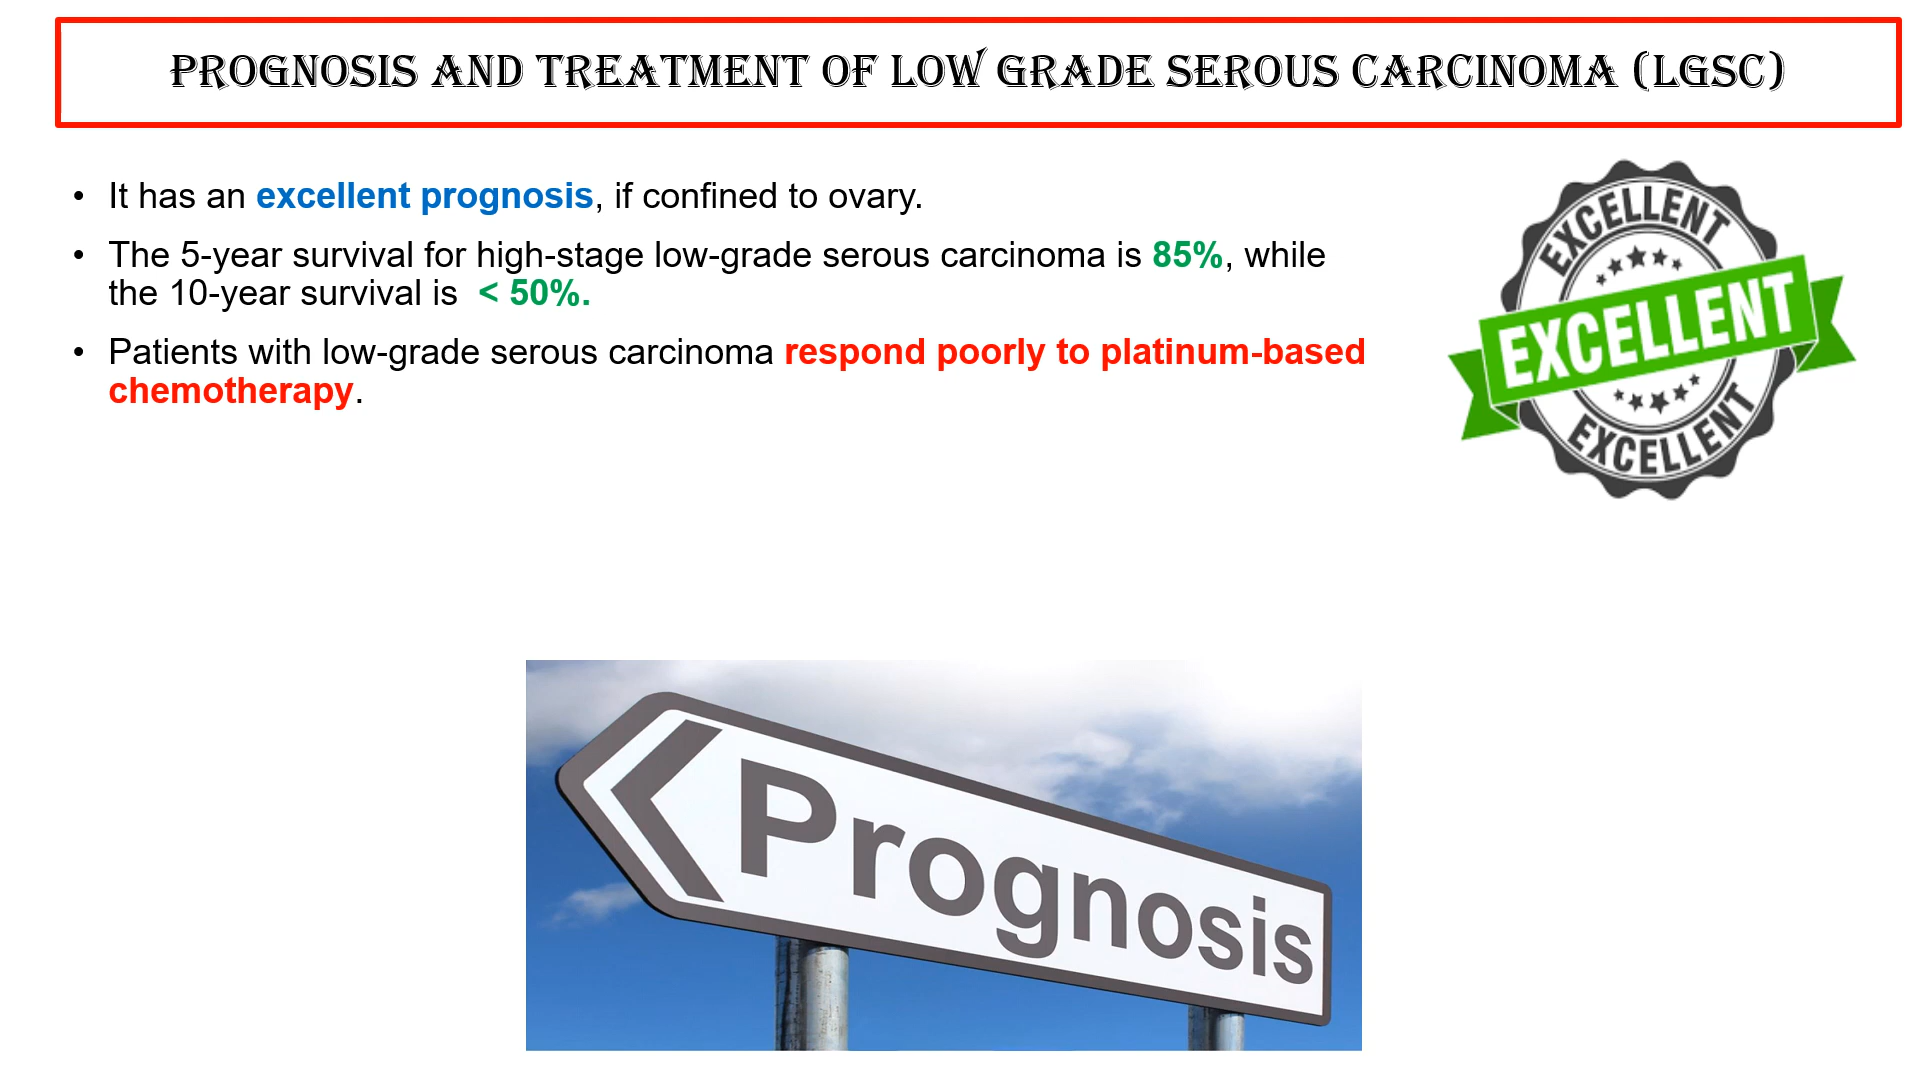 PROGNOSIS AND TREATMENT OF LOW GRADE SEROUS CARCINOMA (LGSC)
• It has an excellent prognosis, if confined to ovary.
• The 5-year survival for high-stage low-grade serous carcinoma is 85%, while
the 10-year survival is < 50%.
• Patients with low-grade serous carcinoma respond poorly to platinum-based
chemotherapy.
EXCELLENT
EXCELLENT
EXCELLENT
Prognosis